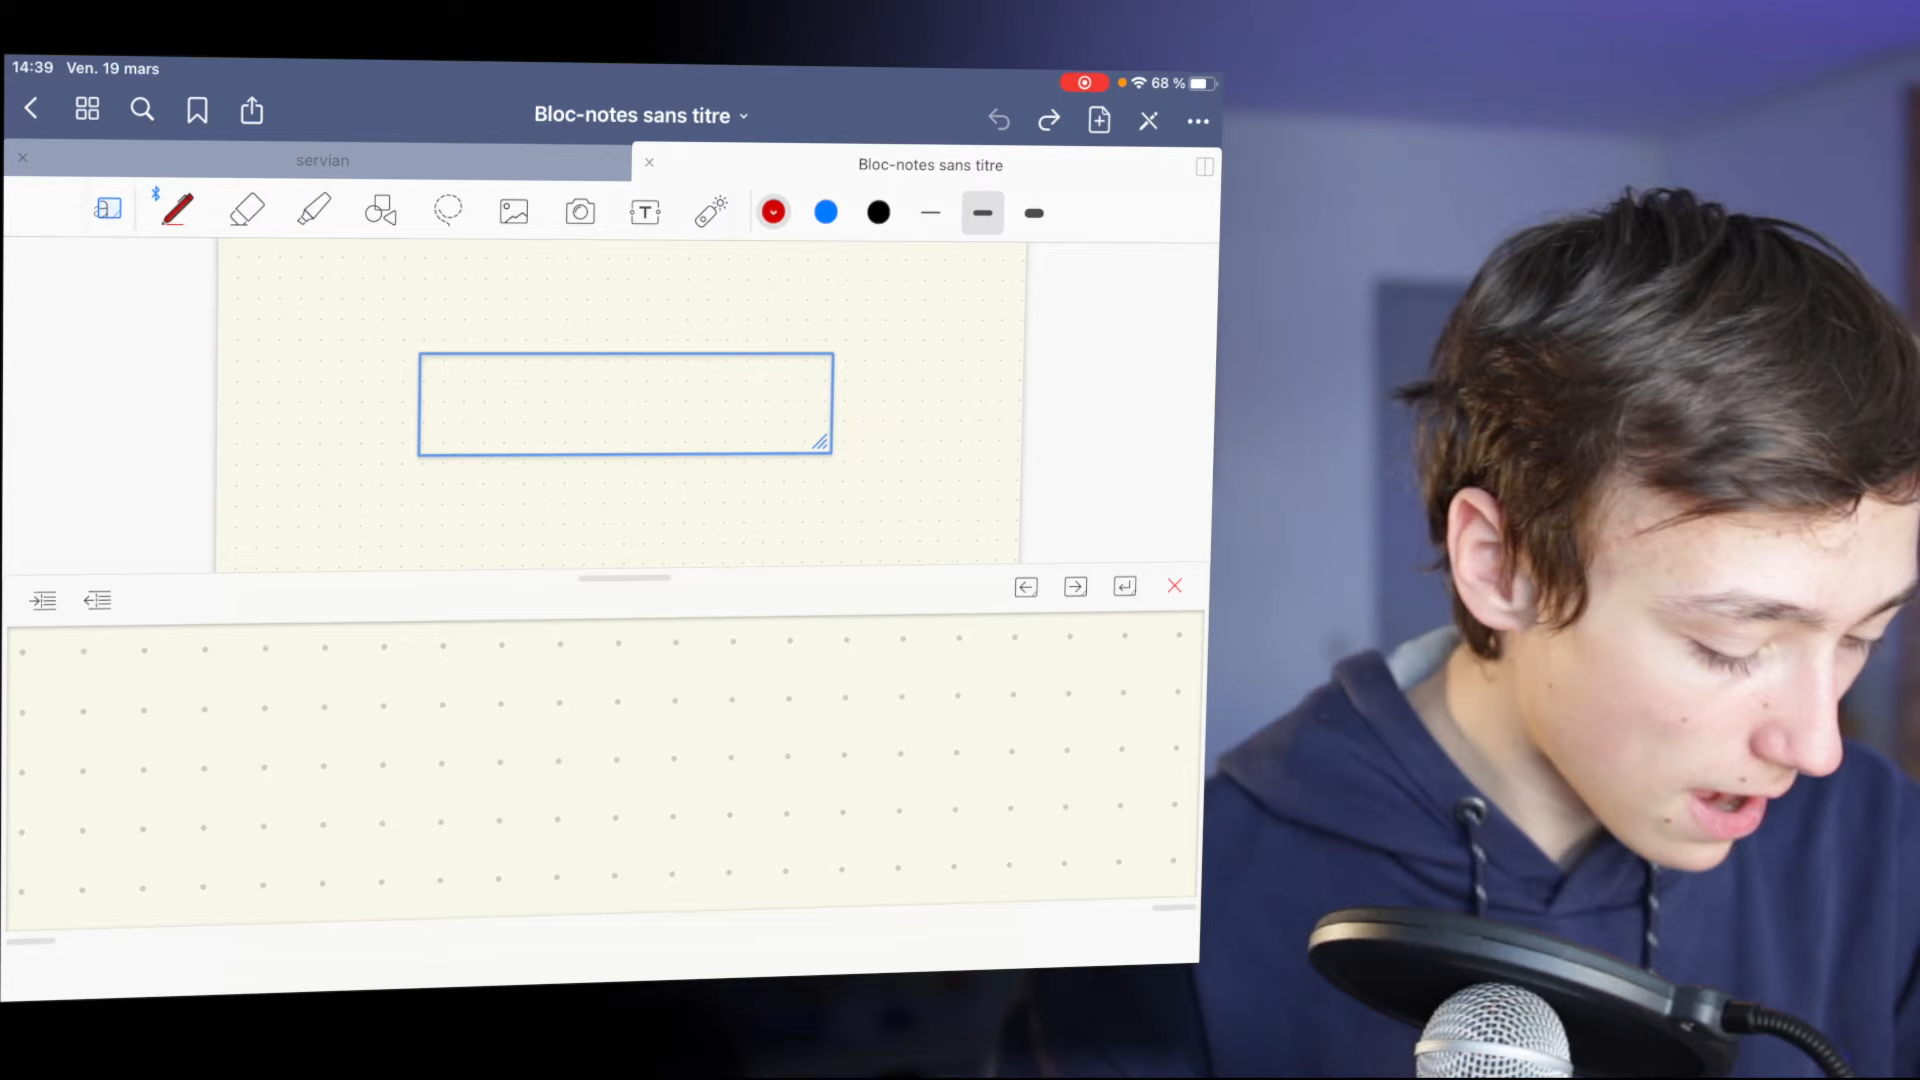 14:39 Ven. 19 mars
68 %
Bloc-notes sans titre
servian
Bloc-notes sans titre
T